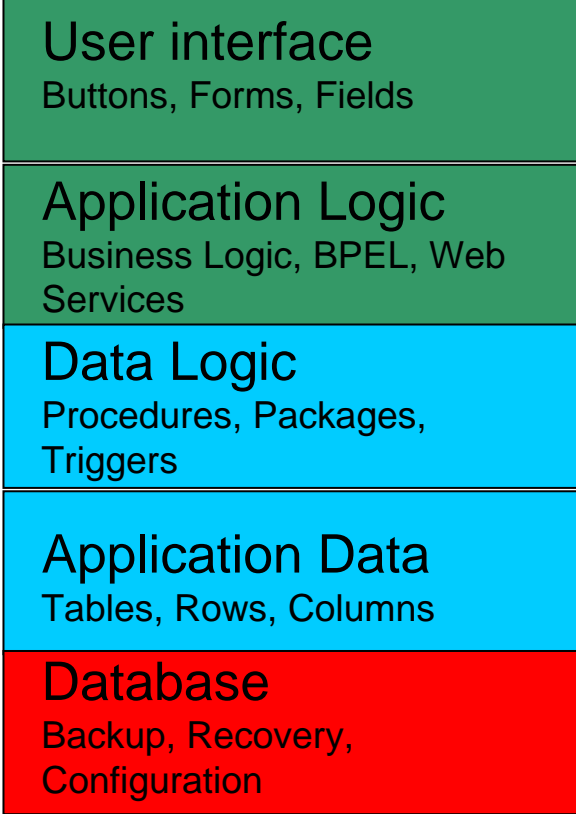 User interface
Buttons, Forms, Fields
Application Logic
Business Logic, BPEL, Web
Services
Data Logic
Procedures, Packages,
Triggers
Application Data
Tables, Rows, Columns
Database
Backup, Recovery,
Configuration